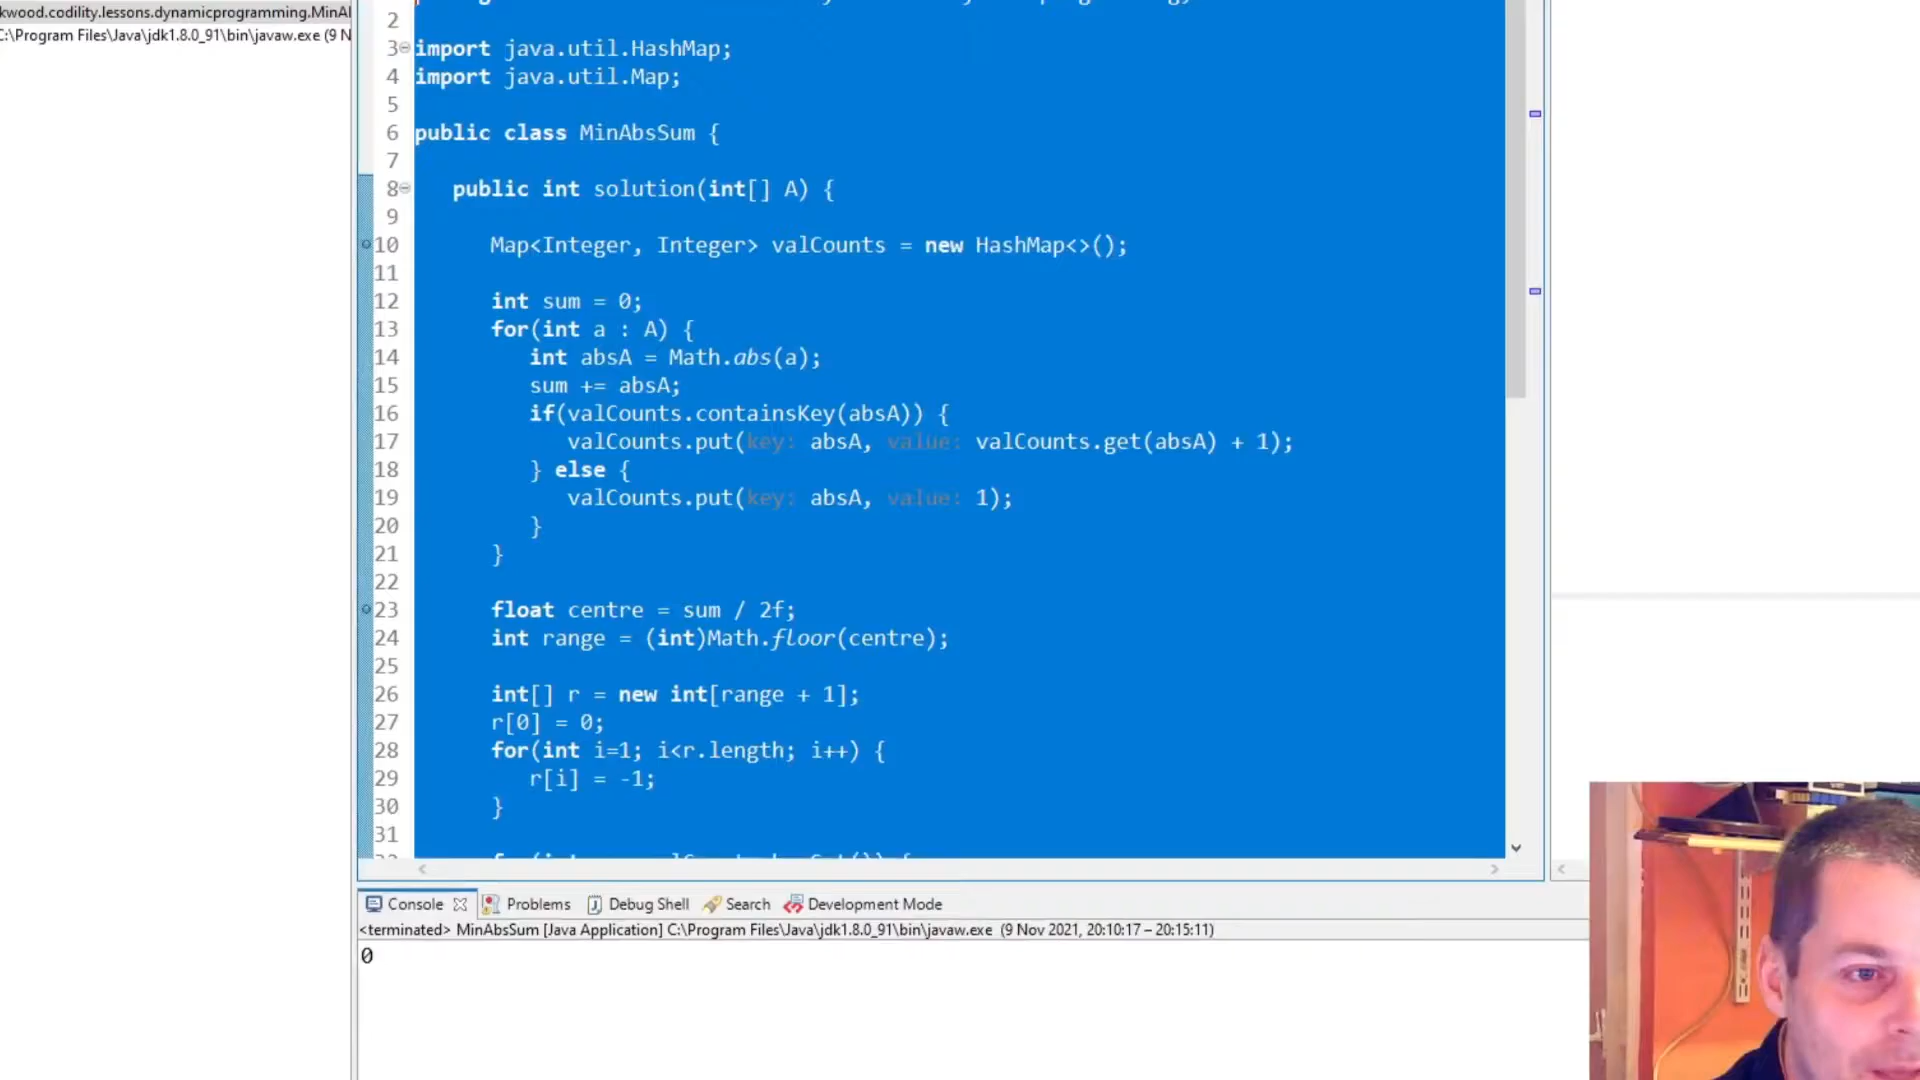 kwood.codility.lessons.dynamicprogramming.MinAl
C:\Program Files\Java\jdk1.8.0_91\bin\javaw.exe (9 N
2
3 import java.util.HashMap;
4 import java.util.Map;
5
6 public class MinAbsSum {
7
8 public int solution(int[] A) {
9
10 Map<Integer, Integer> valCounts = new HashMap<>();
11
12 int sum = 0;
13 for(int a : A) {
14 int absA = Math.abs(a);
15 sum += absA;
16 if(valCounts.containsKey(absA)) {
17 valCounts.put(key: absA, value: valCounts.get(absA) + 1);
18 } else {
19 valCounts.put(key: absA, value: 1);
20 }
21 }
22
23 float centre = sum / 2f;
24 int range = (int)Math.floor(centre);
25
26 int[] r = new int[range + 1];
27 r[0] = 0;
28 for(int i=1; i<r.length; i++) {
29 r[i] = -1;
30 }
31
Console Problems Debug Shell Search Development Mode
<terminated> MinAbsSum [Java Application] C:\Program Files\Java\jdk1.8.0_91\bin\javaw.exe (9 Nov 2021, 20:10:17 – 20:15:11)
0